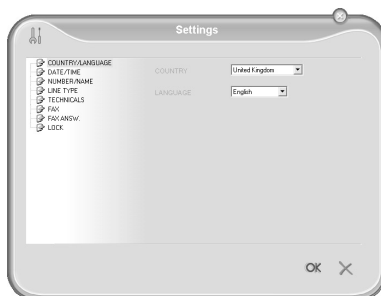 Settings
COUNTRY/LANGUAGE
DATE/TIME
NUMBER/NAME
LINE TYPE
TECHNICALS
FAX
FAX ANSW.
LOCK
COUNTRY United Kingdom
LANGUAGE English
OK